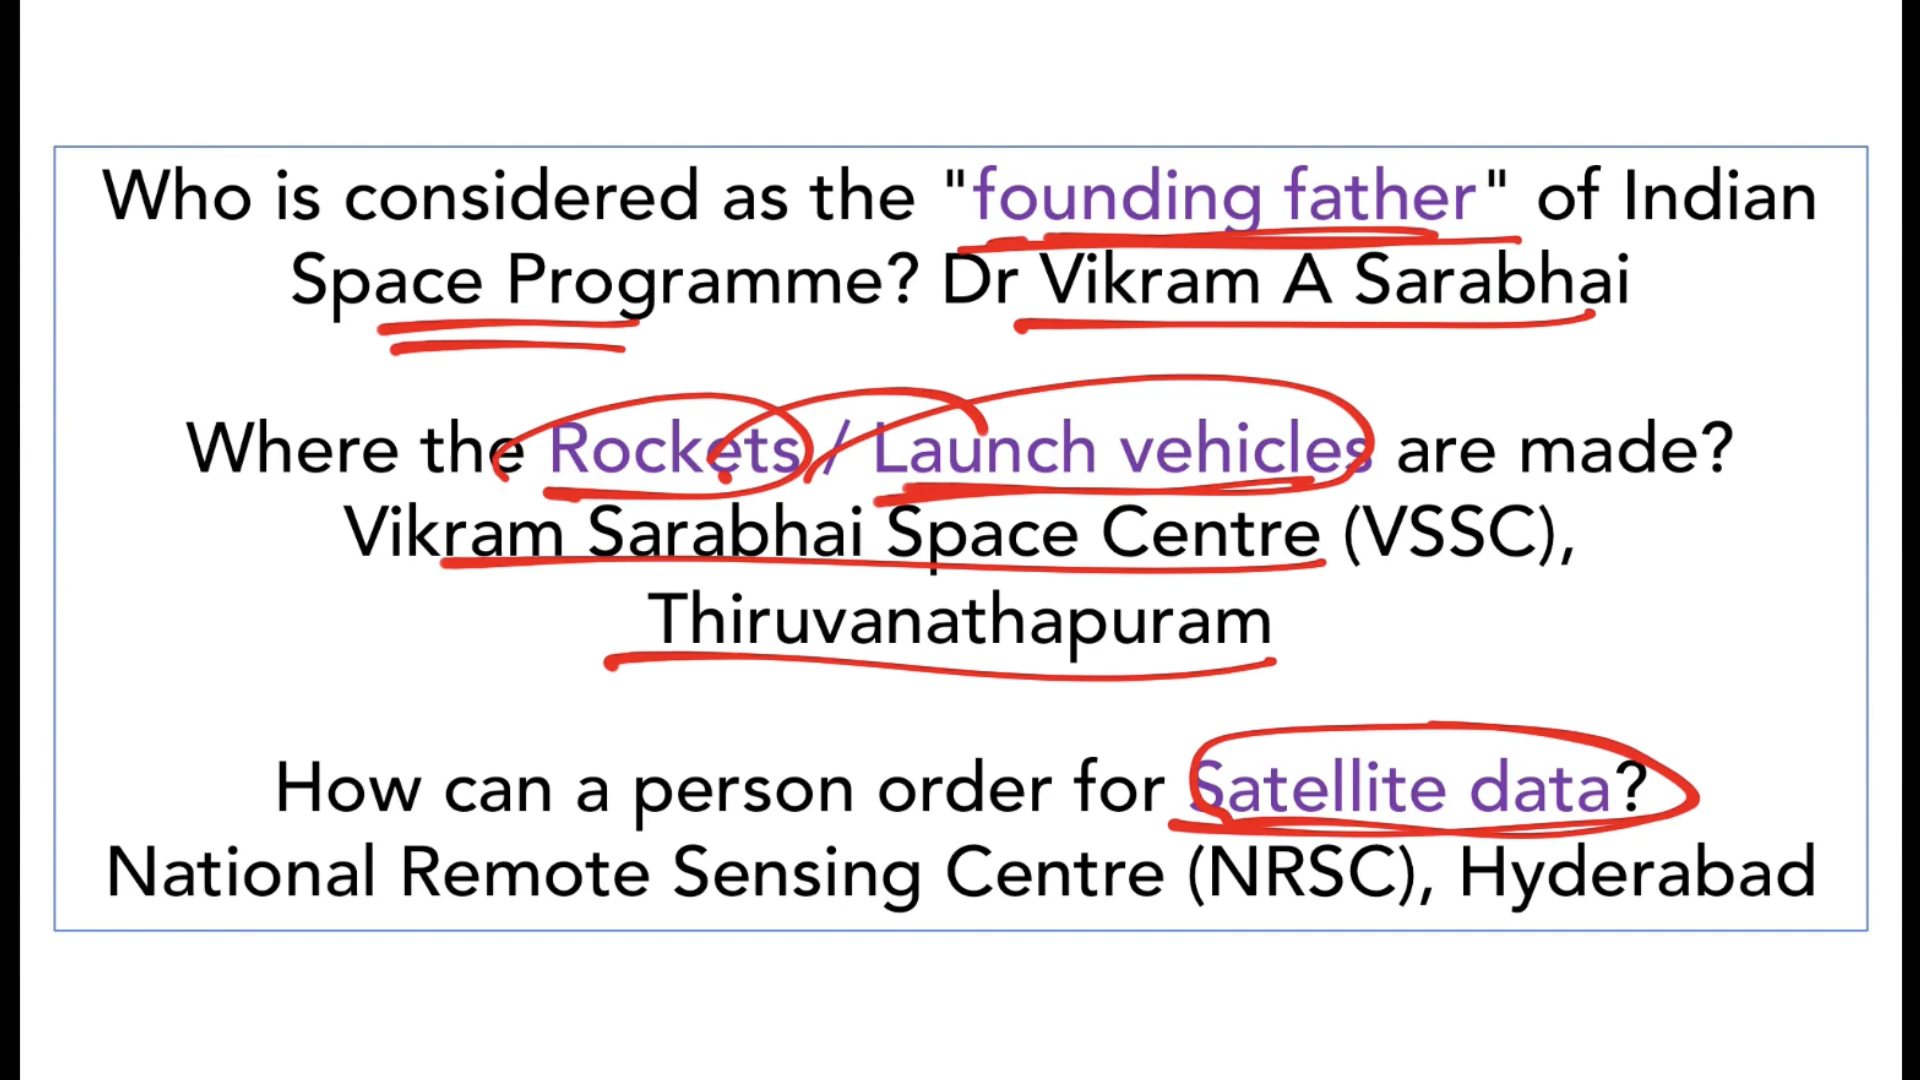 Who is considered as the "founding father" of Indian
Space Programme? Dr Vikram A Sarabhai
Where the Rockets / Launch vehicles are made?
Vikram Sarabhai Space Centre (VSSC),
Thiruvanathapuram
How can a person order for Satellite data?
National Remote Sensing Centre (NRSC), Hyderabad